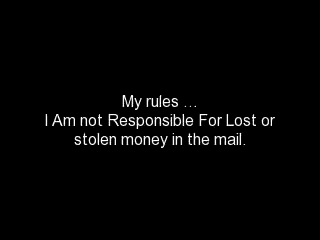 My rules …
I Am not Responsible For Lost or
stolen money in the mail.